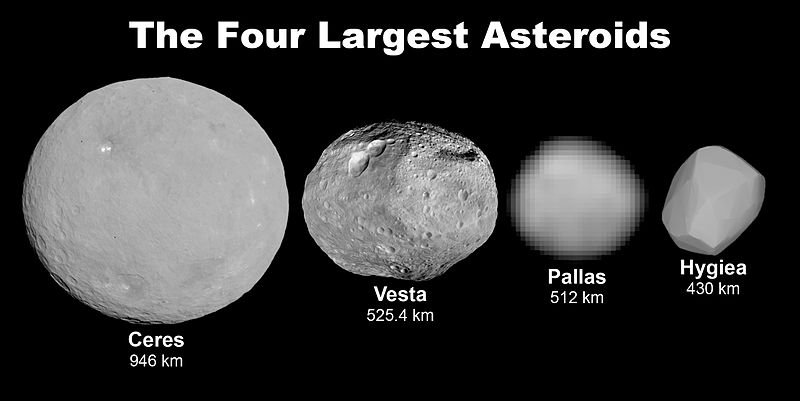 The Four Largest Asteroids
Ceres
946 km
Vesta
525.4 km
Pallas
512 km
Hygiea
430 km